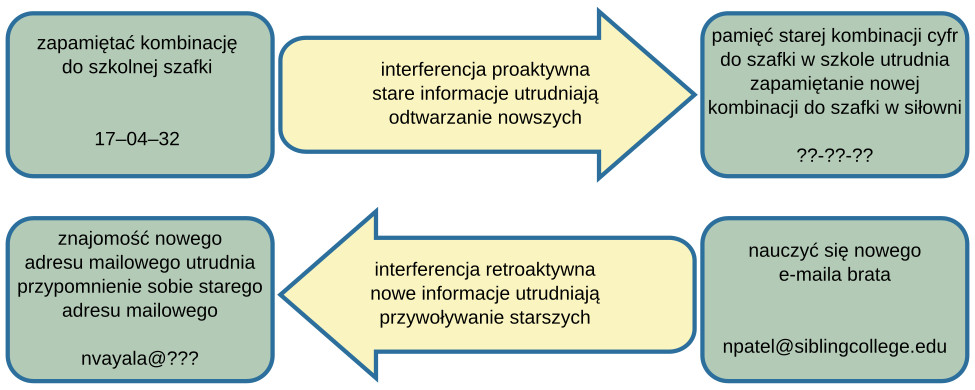 zapamiętać kombinację
do szkolnej szafki
17–04–32
interferencja proaktywna
stare informacje utrudniają
odtwarzanie nowszych
pamięć starej kombinacji cyfr
do szafki w szkole utrudnia
zapamiętanie nowej
kombinacji do szafki w siłowni
??-??-??
znajomość nowego
adresu mailowego utrudnia
przypomnienie sobie starego
adresu mailowego
nvayala@???
interferencja retroaktywna
nowe informacje utrudniają
przywoływanie starszych
nauczyć się nowego
e-maila brata
npatel@siblingcollege.edu